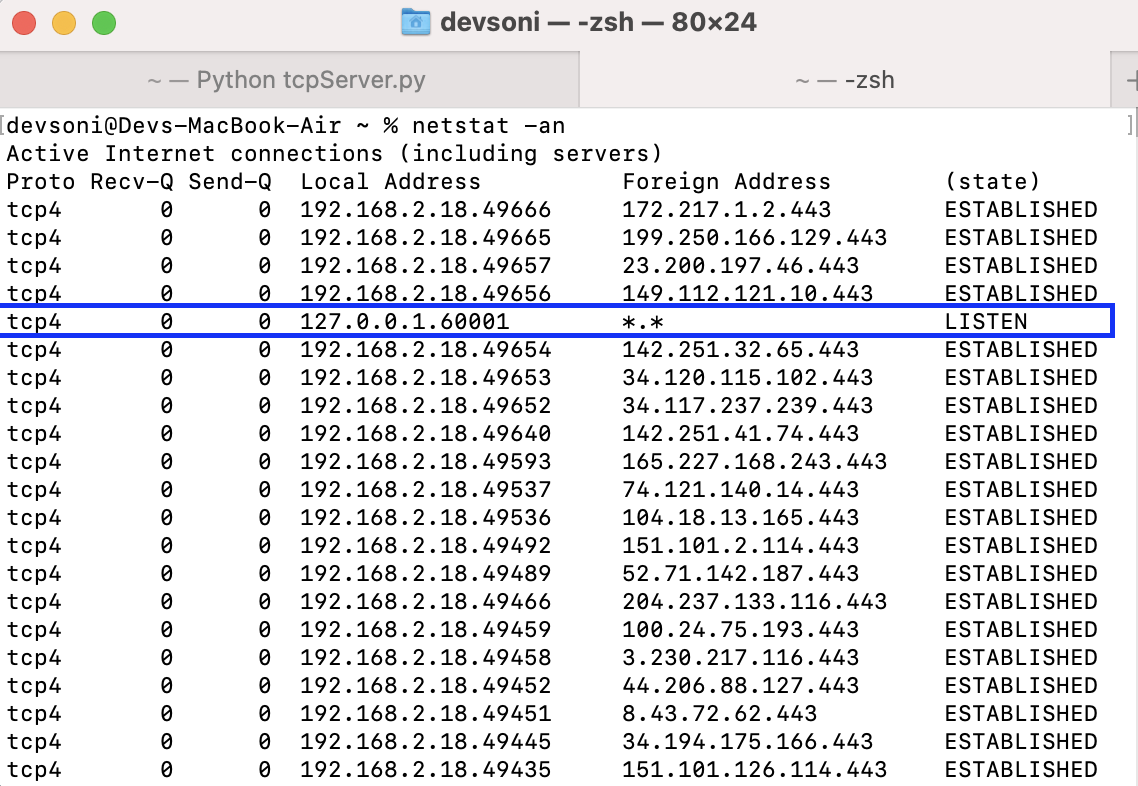 devsoni — -zsh — 80×24
~ — Python tcpServer.py ~ — -zsh +
[devsoni@Devs-MacBook-Air ~ % netstat -an ]
Active Internet connections (including servers)
Proto Recv-Q Send-Q  Local Address          Foreign Address        (state)
tcp4       0      0  192.168.2.18.49666     172.217.1.2.443        ESTABLISHED
tcp4       0      0  192.168.2.18.49665     199.250.166.129.443    ESTABLISHED
tcp4       0      0  192.168.2.18.49657     23.200.197.46.443      ESTABLISHED
tcp4       0      0  192.168.2.18.49656     149.112.121.10.443     ESTABLISHED
tcp4       0      0  127.0.0.1.60001        *.*                    LISTEN
tcp4       0      0  192.168.2.18.49654     142.251.32.65.443      ESTABLISHED
tcp4       0      0  192.168.2.18.49653     34.120.115.102.443     ESTABLISHED
tcp4       0      0  192.168.2.18.49652     34.117.237.239.443     ESTABLISHED
tcp4       0      0  192.168.2.18.49640     142.251.41.74.443      ESTABLISHED
tcp4       0      0  192.168.2.18.49593     165.227.168.243.443    ESTABLISHED
tcp4       0      0  192.168.2.18.49537     74.121.140.14.443      ESTABLISHED
tcp4       0      0  192.168.2.18.49536     104.18.13.165.443      ESTABLISHED
tcp4       0      0  192.168.2.18.49492     151.101.2.114.443      ESTABLISHED
tcp4       0      0  192.168.2.18.49489     52.71.142.187.443      ESTABLISHED
tcp4       0      0  192.168.2.18.49466     204.237.133.116.443    ESTABLISHED
tcp4       0      0  192.168.2.18.49459     100.24.75.193.443      ESTABLISHED
tcp4       0      0  192.168.2.18.49458     3.230.217.116.443      ESTABLISHED
tcp4       0      0  192.168.2.18.49452     44.206.88.127.443      ESTABLISHED
tcp4       0      0  192.168.2.18.49451     8.43.72.62.443         ESTABLISHED
tcp4       0      0  192.168.2.18.49445     34.194.175.166.443     ESTABLISHED
tcp4       0      0  192.168.2.18.49435     151.101.126.114.443    ESTABLISHED